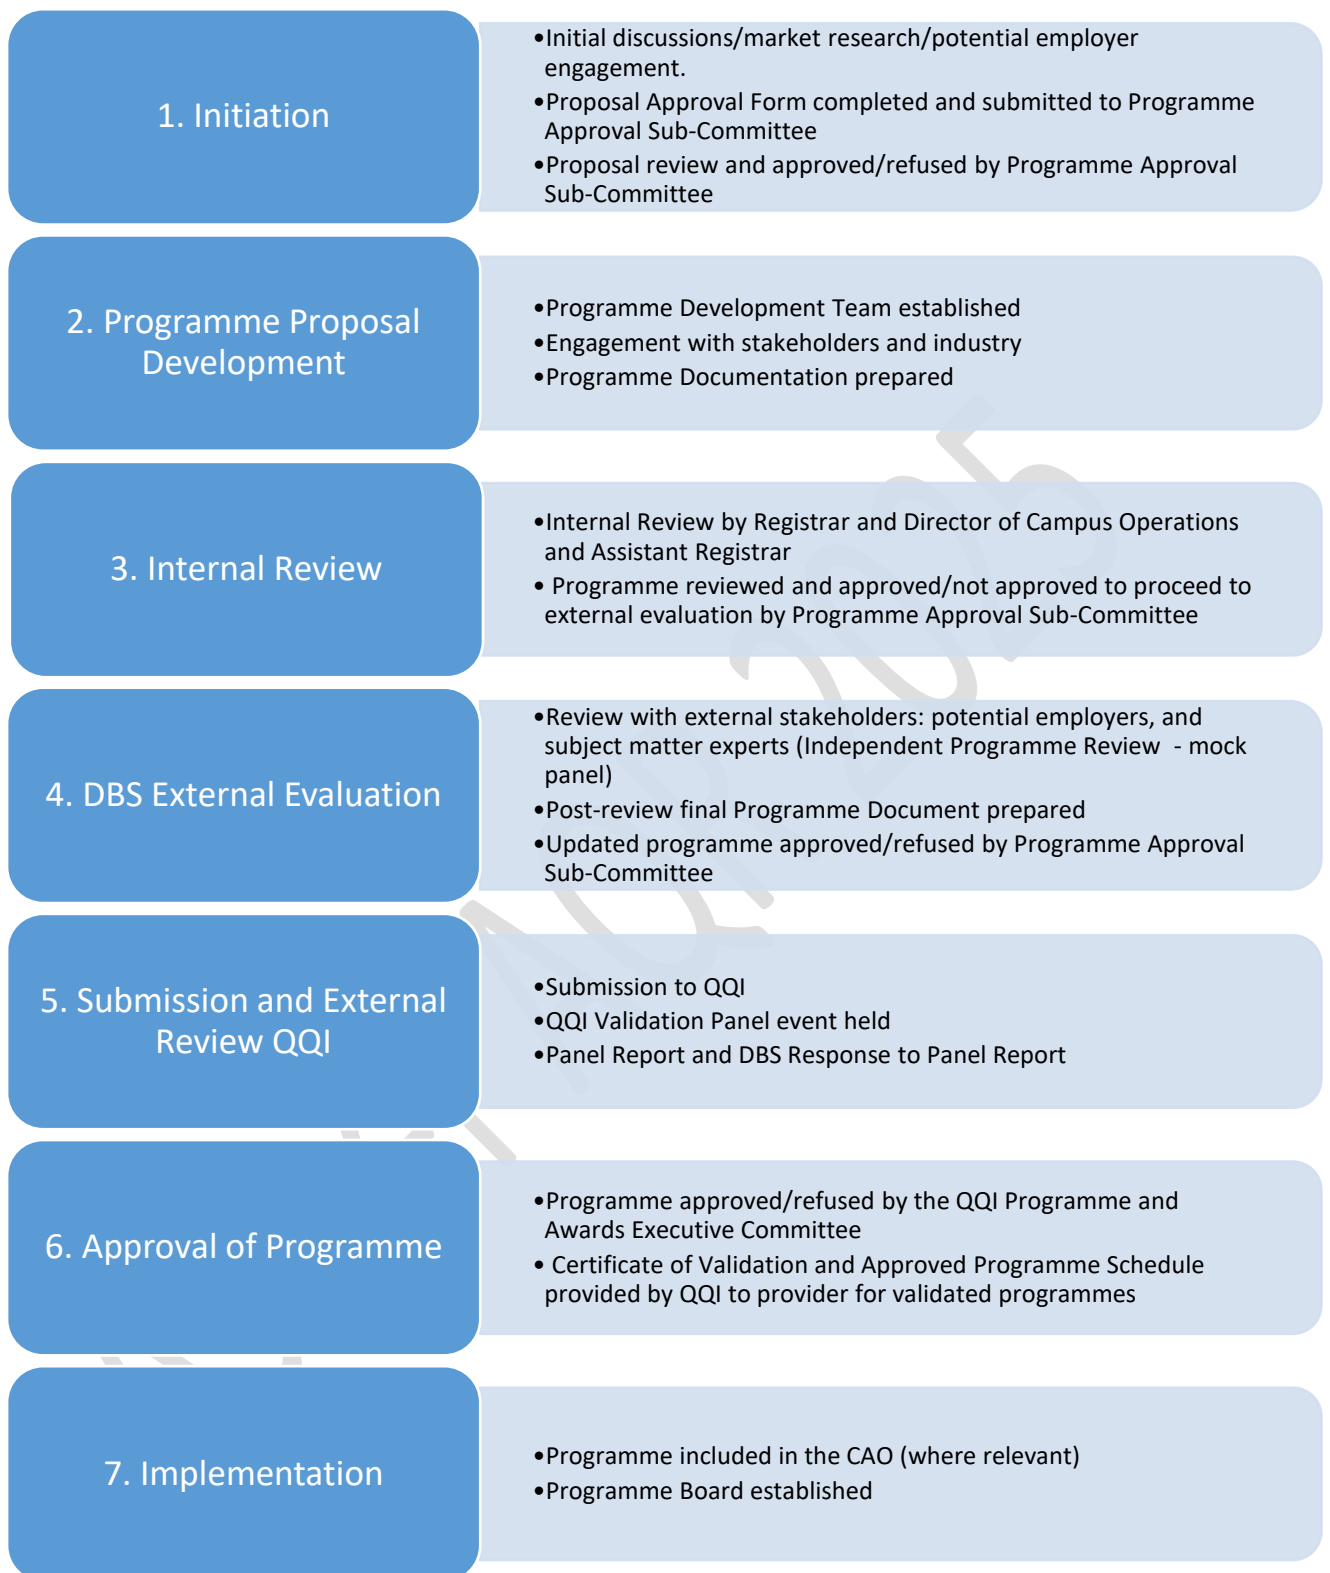 1. Initiation
•Initial discussions/market research/potential employer
engagement.
•Proposal Approval Form completed and submitted to Programme
Approval Sub-Committee
•Proposal review and approved/refused by Programme Approval
Sub-Committee
2. Programme Proposal
Development
•Programme Development Team established
•Engagement with stakeholders and industry
•Programme Documentation prepared
3. Internal Review
•Internal Review by Registrar and Director of Campus Operations
and Assistant Registrar
• Programme reviewed and approved/not approved to proceed to
external evaluation by Programme Approval Sub-Committee
4. DBS External Evaluation
•Review with external stakeholders: potential employers, and
subject matter experts (Independent Programme Review - mock
panel)
•Post-review final Programme Document prepared
•Updated programme approved/refused by Programme Approval
Sub-Committee
5. Submission and External
Review QQI
•Submission to QQI
•QQI Validation Panel event held
•Panel Report and DBS Response to Panel Report
6. Approval of Programme
•Programme approved/refused by the QQI Programme and
Awards Executive Committee
• Certificate of Validation and Approved Programme Schedule
provided by QQI to provider for validated programmes
7. Implementation
•Programme included in the CAO (where relevant)
•Programme Board established
AQR 2025